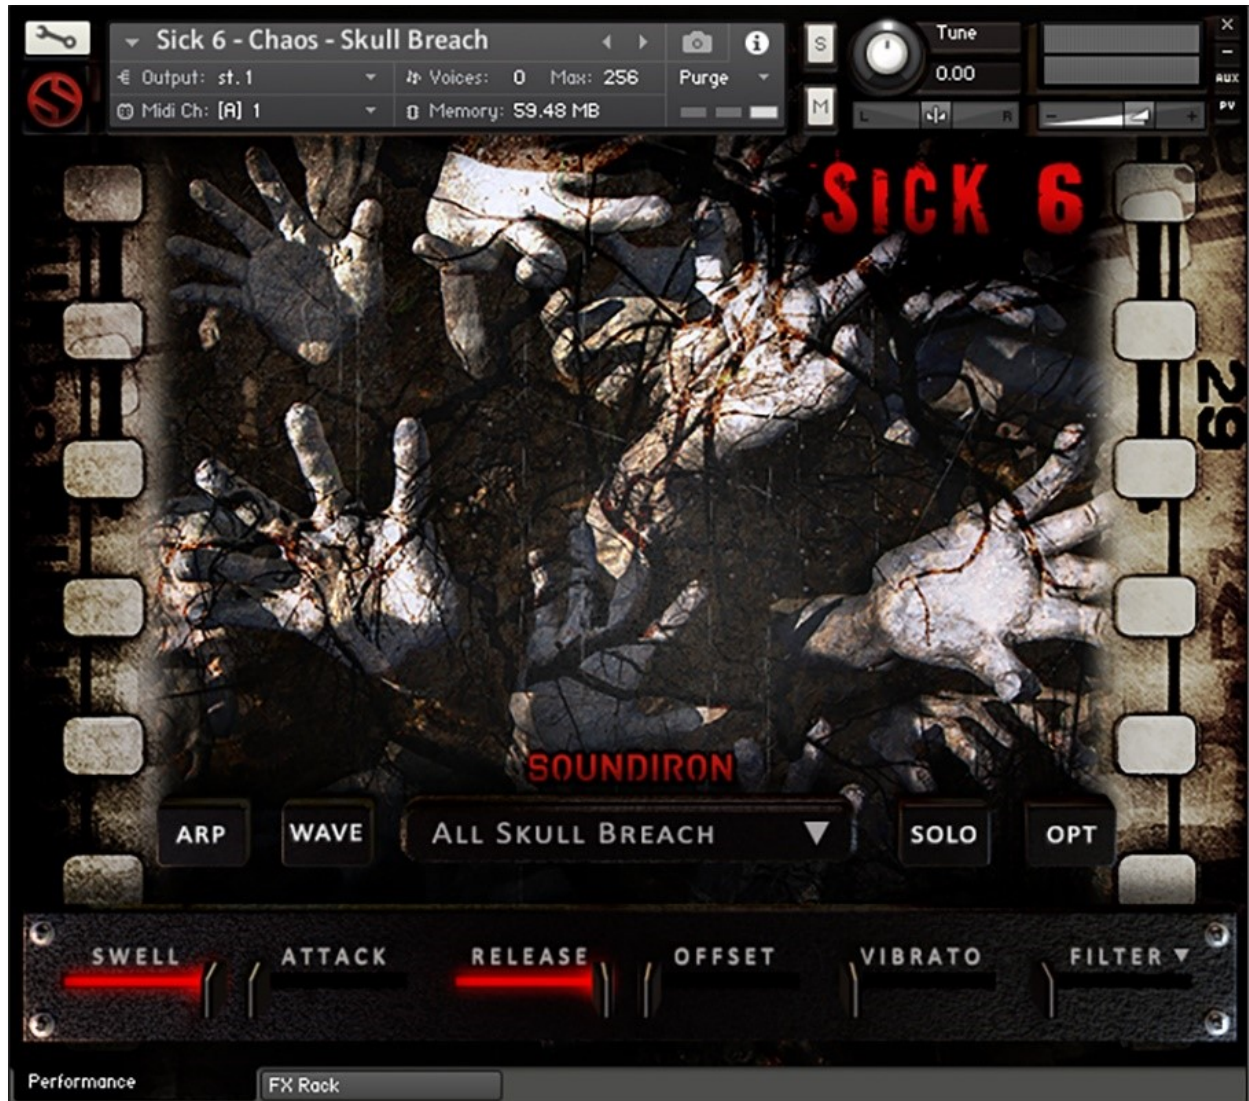 Sick 6 - Chaos - Skull Breach
Output: st. 1
Voices: 0 Max: 256
Purge
Midi Ch: [A] 1
Memory: 59.48 MB
S
M
Tune
0.00
L
R
-
+
×
-
AUX
PV
SiCK 6
29
SOUNDIRON
ARP
WAVE
ALL SKULL BREACH
SOLO
OPT
SWELL
ATTACK
RELEASE
OFFSET
VIBRATO
FILTER
Performance
FX Rack